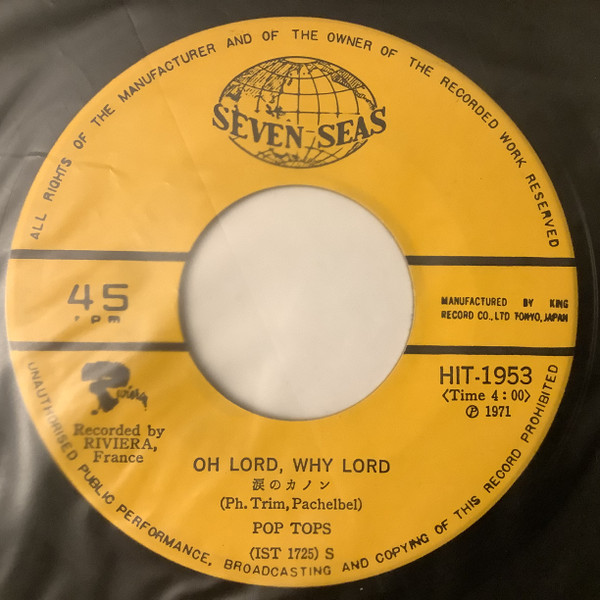 ALL RIGHTS OF THE MANUFACTURER AND OF THE OWNER OF THE RECORDED WORK RESERVED
SEVEN SEAS
45
rpm
MANUFACTURED BY KING
RECORD CO., LTD TOKYO, JAPAN
Riviera
Recorded by
RIVIERA,
France
HIT-1953
〈Time 4:00〉
Ⓟ 1971
OH LORD, WHY LORD
涙のカノン
(Ph. Trim, Pachelbel)
POP TOPS
(IST 1725) S
UNAUTHORISED PUBLIC PERFORMANCE, BROADCASTING AND COPYING OF THIS RECORD PROHIBITED